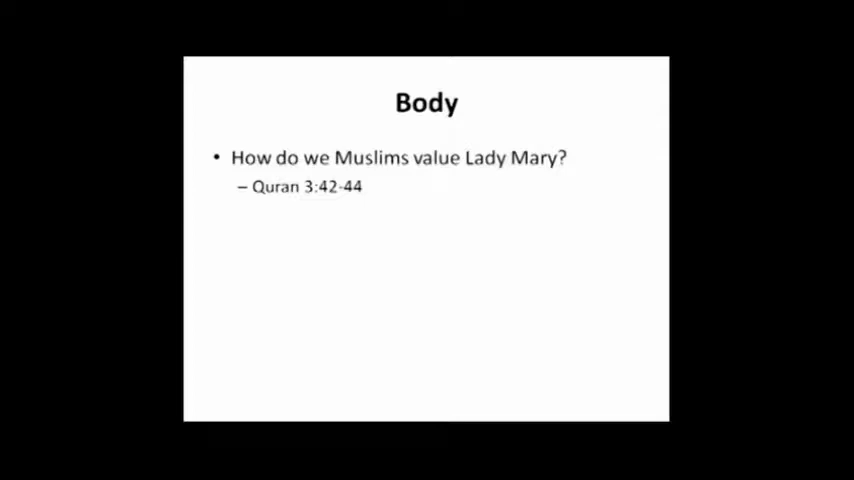 Body
• How do we Muslims value Lady Mary?
– Quran 3:42-44